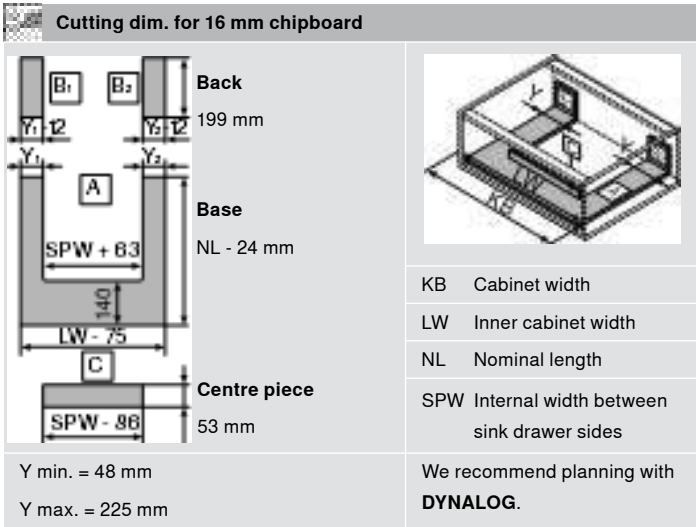 Cutting dim. for 16 mm chipboard
B₁ B₂
Back
199 mm
Y₁-12 Y₂-12
Y₁ Y₂
A
Base
SPW + 63
NL - 24 mm
140
LW - 75
C
Centre piece
SPW - 86
53 mm
Y min. = 48 mm
Y max. = 225 mm
Y
Y
LW
KB
KB Cabinet width
LW Inner cabinet width
NL Nominal length
SPW Internal width between
sink drawer sides
We recommend planning with
DYNALOG.